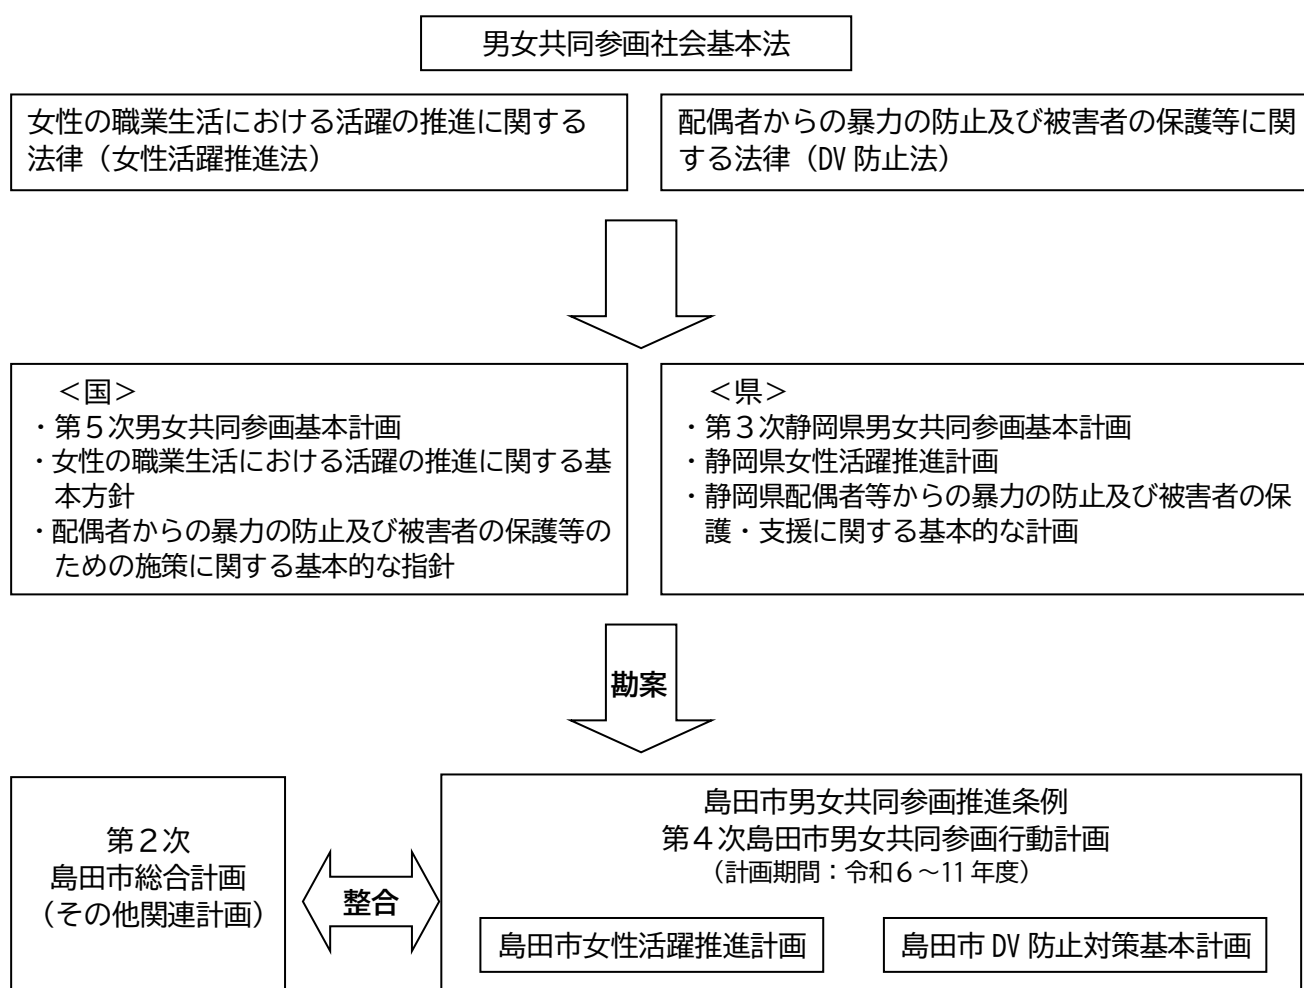 男女共同参画社会基本法
女性の職業生活における活躍の推進に関する
法律（女性活躍推進法）
配偶者からの暴力の防止及び被害者の保護等に関
する法律（DV 防止法）
＜国＞
・第５次男女共同参画基本計画
・女性の職業生活における活躍の推進に関する基
本方針
・配偶者からの暴力の防止及び被害者の保護等の
ための施策に関する基本的な指針
＜県＞
・第３次静岡県男女共同参画基本計画
・静岡県女性活躍推進計画
・静岡県配偶者等からの暴力の防止及び被害者の保
護・支援に関する基本的な計画
勘案
第２次
島田市総合計画
（その他関連計画）
整合
島田市男女共同参画推進条例
第４次島田市男女共同参画行動計画
（計画期間：令和６～11 年度）
島田市女性活躍推進計画
島田市 DV 防止対策基本計画